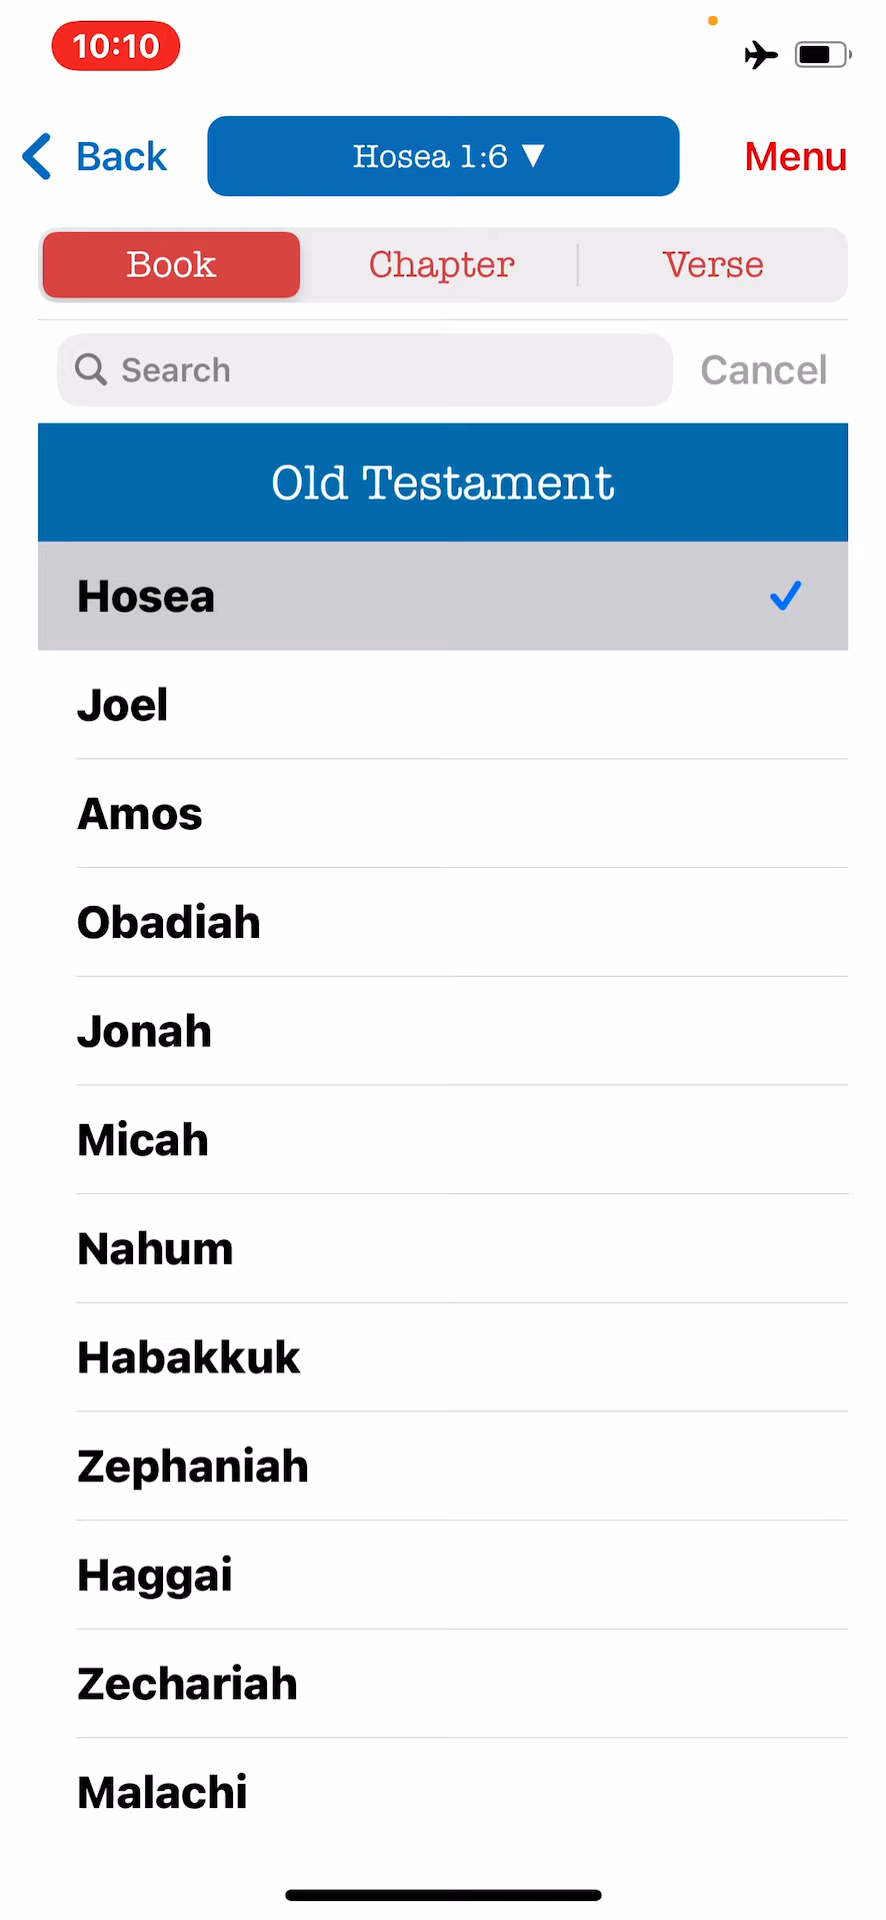 10:10
Back
Hosea 1:6 ▼
Menu
Book
Chapter
Verse
Search
Cancel
Old Testament
Hosea
Joel
Amos
Obadiah
Jonah
Micah
Nahum
Habakkuk
Zephaniah
Haggai
Zechariah
Malachi